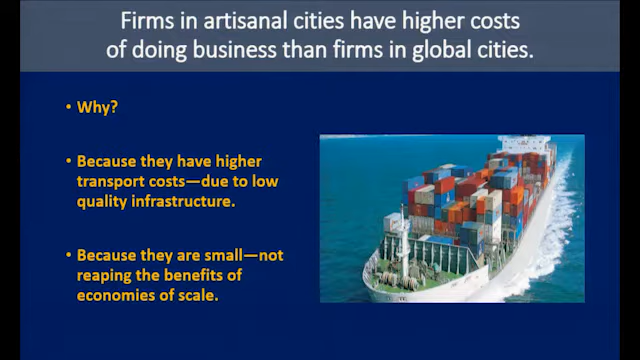 Firms in artisanal cities have higher costs
of doing business than firms in global cities.
• Why?
• Because they have higher
transport costs—due to low
quality infrastructure.
• Because they are small—not
reaping the benefits of
economies of scale.